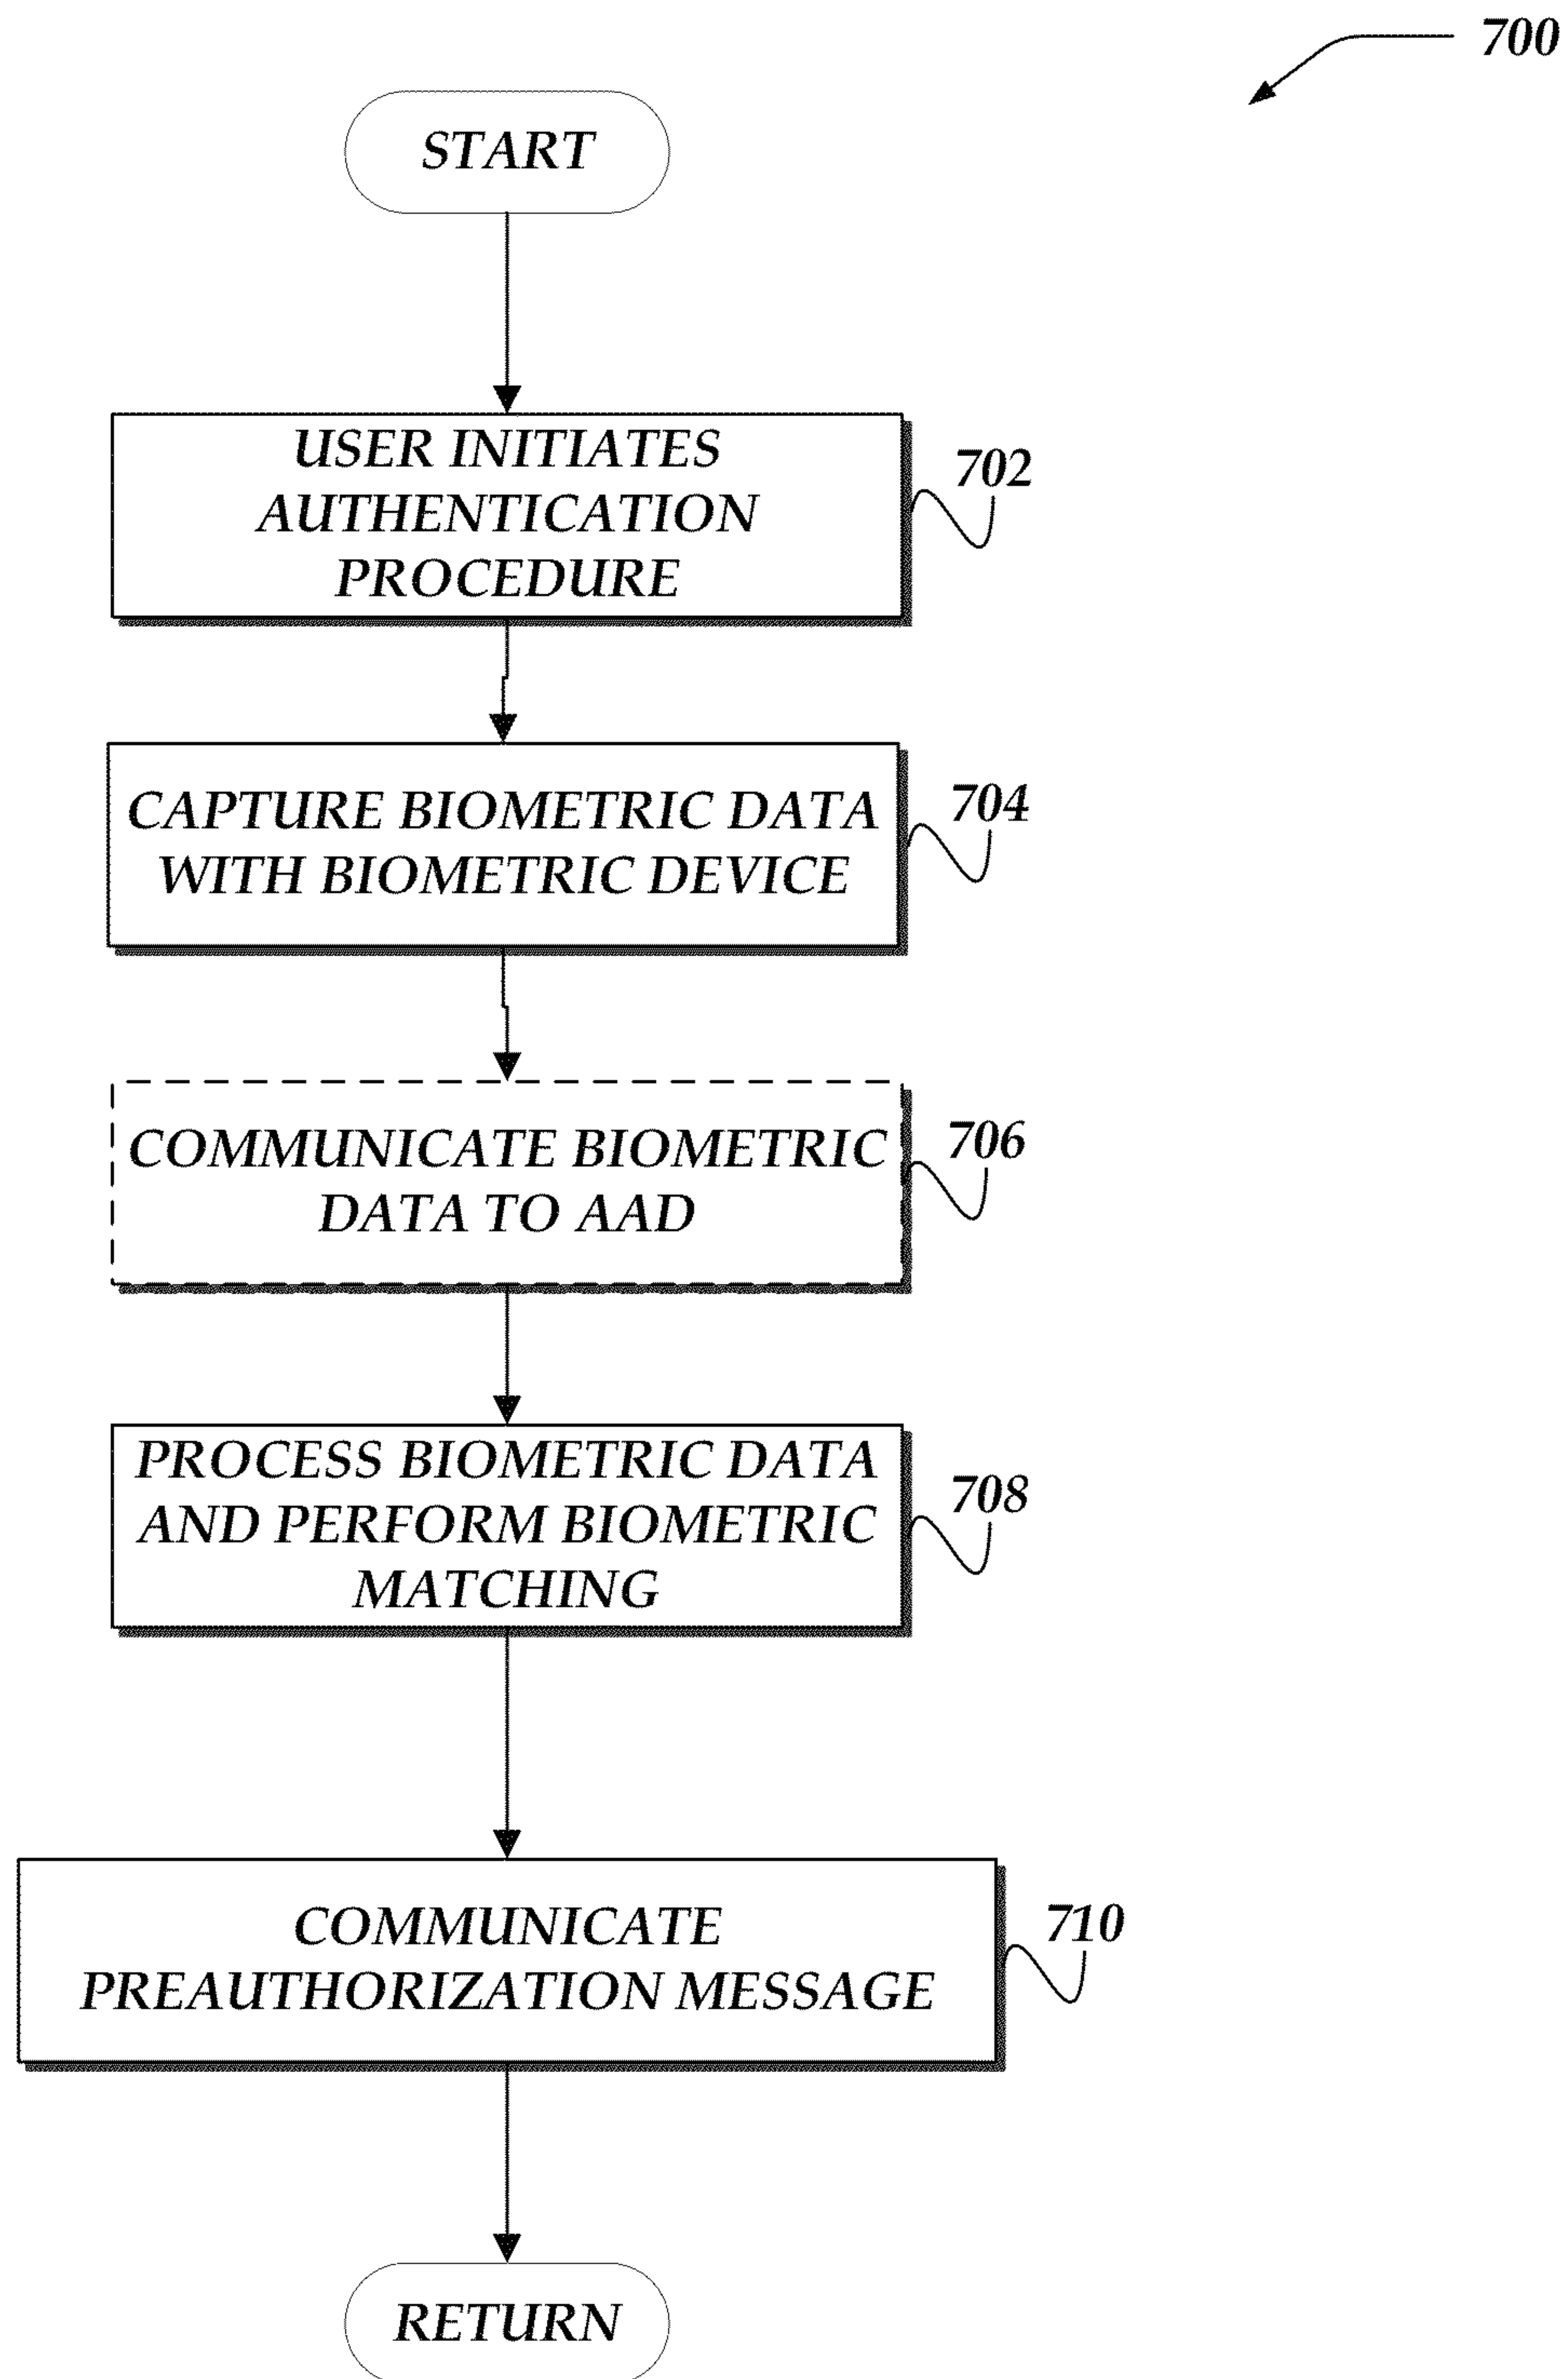 700
START
USER INITIATES
AUTHENTICATION
PROCEDURE
702
CAPTURE BIOMETRIC DATA
WITH BIOMETRIC DEVICE
704
COMMUNICATE BIOMETRIC
DATA TO AAD
706
PROCESS BIOMETRIC DATA
AND PERFORM BIOMETRIC
MATCHING
708
COMMUNICATE
PREAUTHORIZATION MESSAGE
710
RETURN